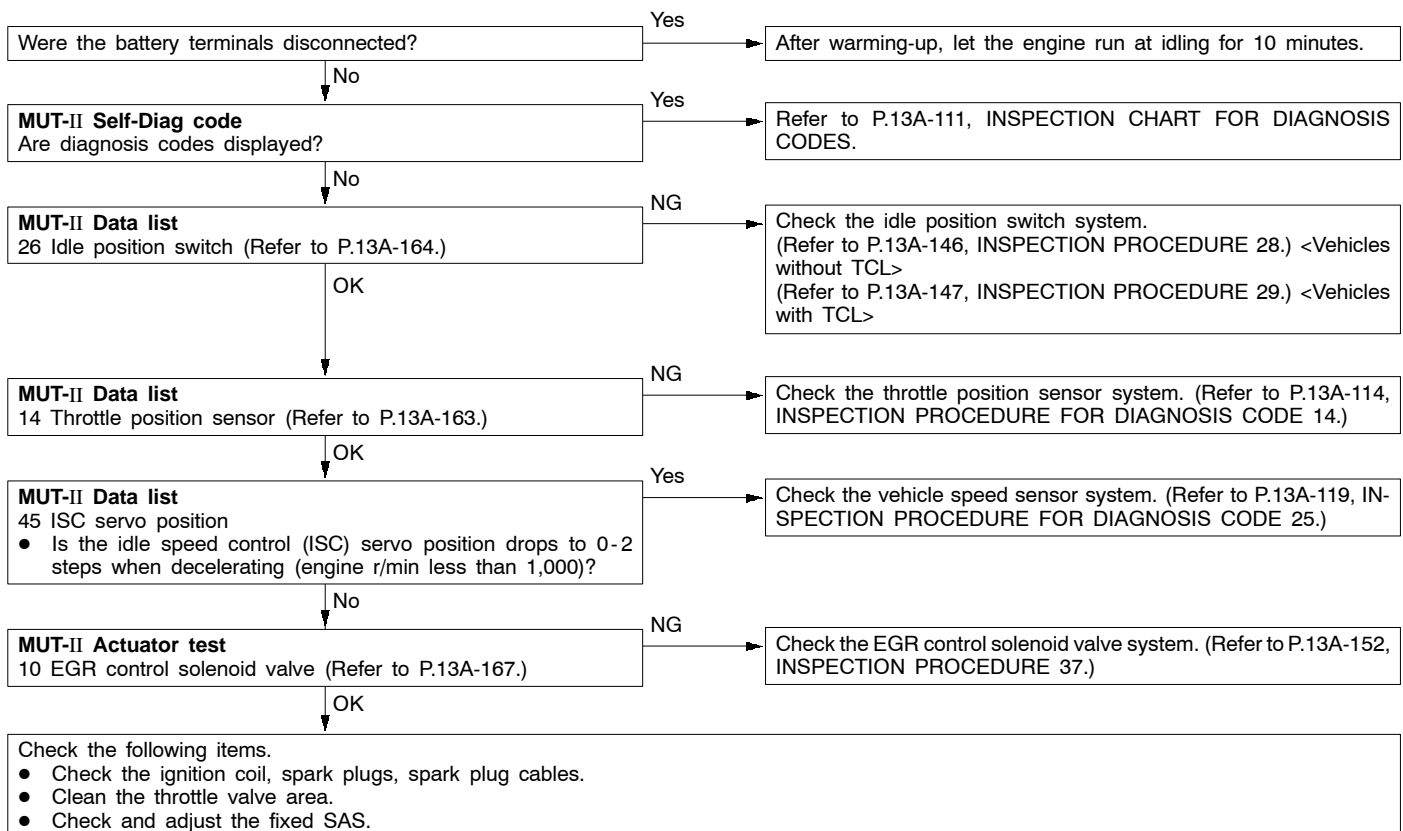 Were the battery terminals disconnected?
Yes
After warming-up, let the engine run at idling for 10 minutes.
No
MUT-II Self-Diag code
Are diagnosis codes displayed?
Yes
Refer to P.13A-111, INSPECTION CHART FOR DIAGNOSIS
CODES.
No
MUT-II Data list
26 Idle position switch (Refer to P.13A-164.)
NG
Check the idle position switch system.
(Refer to P.13A-146, INSPECTION PROCEDURE 28.) <Vehicles
without TCL>
(Refer to P.13A-147, INSPECTION PROCEDURE 29.) <Vehicles
with TCL>
OK
MUT-II Data list
14 Throttle position sensor (Refer to P.13A-163.)
NG
Check the throttle position sensor system. (Refer to P.13A-114,
INSPECTION PROCEDURE FOR DIAGNOSIS CODE 14.)
OK
MUT-II Data list
45 ISC servo position
● Is the idle speed control (ISC) servo position drops to 0-2
steps when decelerating (engine r/min less than 1,000)?
Yes
Check the vehicle speed sensor system. (Refer to P.13A-119, IN-
SPECTION PROCEDURE FOR DIAGNOSIS CODE 25.)
No
MUT-II Actuator test
10 EGR control solenoid valve (Refer to P.13A-167.)
NG
Check the EGR control solenoid valve system. (Refer to P.13A-152,
INSPECTION PROCEDURE 37.)
OK
Check the following items.
● Check the ignition coil, spark plugs, spark plug cables.
● Clean the throttle valve area.
● Check and adjust the fixed SAS.